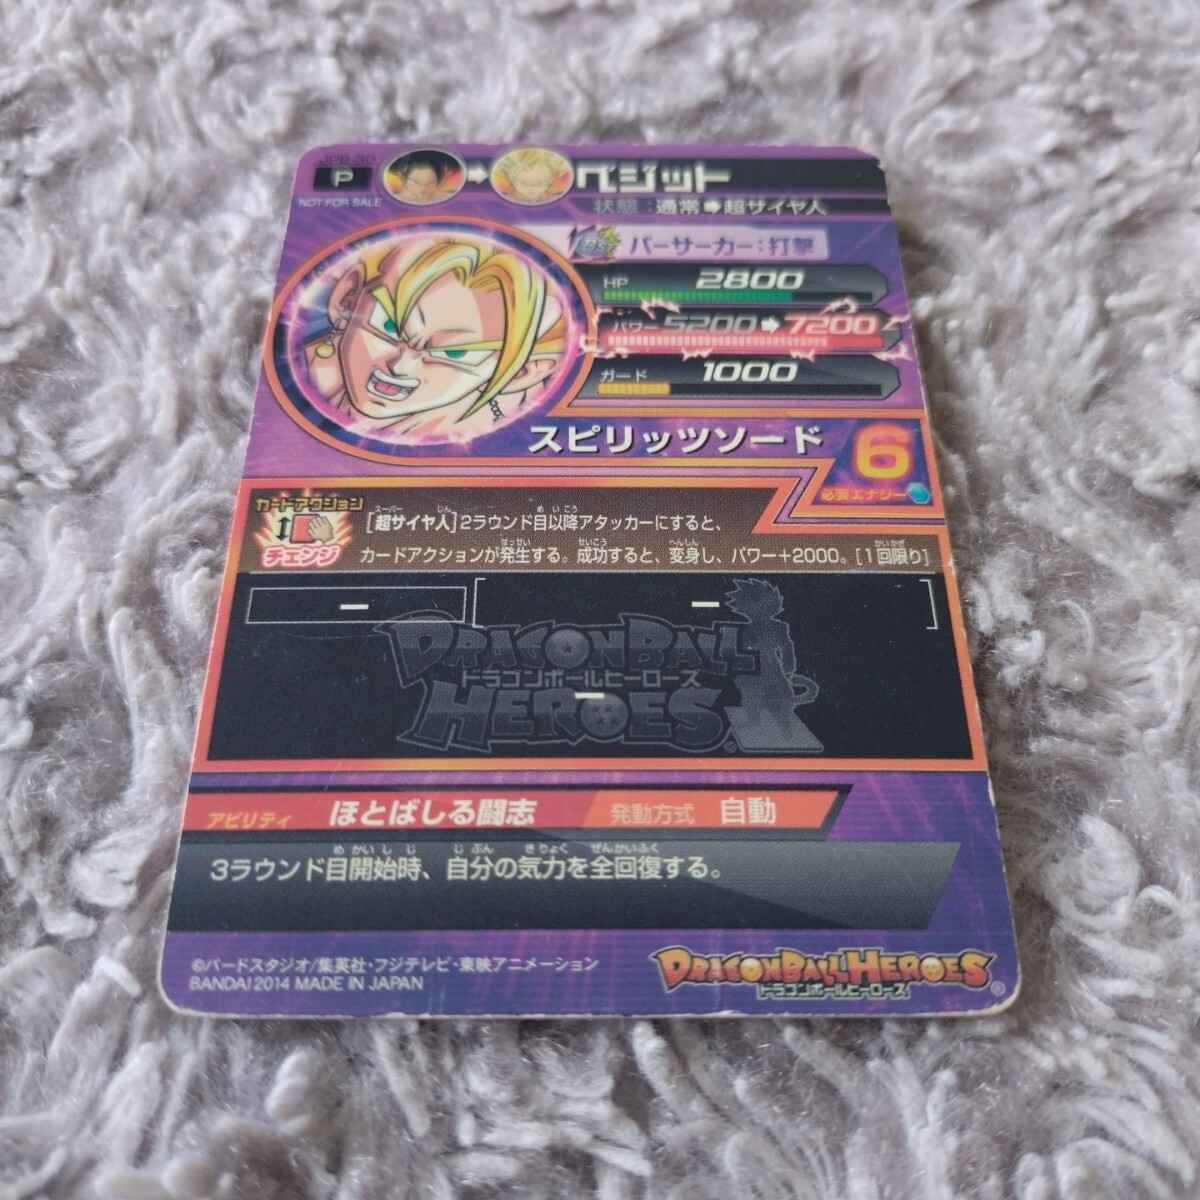 JPB-30
P
NOT FOR SALE
ベジット
状態：通常➡超サイヤ人
バーサーカー：打撃
HP 2800
パワー 5200➡7200
ガード 1000
スピリッツソード
6
必要エナジー
カードアクション
チェンジ
[超サイヤ人]2ラウンド目以降アタッカーにすると、
カードアクションが発生する。成功すると、変身し、パワー+2000。[1回限り]
DRAGON BALL
ドラゴンボールヒーローズ
HEROES
アビリティ ほとばしる闘志 発動方式 自動
3ラウンド目開始時、自分の気力を全回復する。
©バードスタジオ/集英社・フジテレビ・東映アニメーション
BANDAI 2014 MADE IN JAPAN
DRAGON BALL HEROES
ドラゴンボールヒーローズ